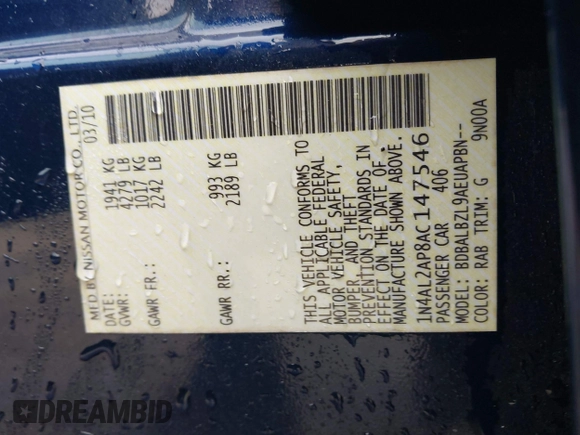 MFD BY NISSAN MOTOR CO., LTD.
DATE: 03/10
GVWR: 1941 KG
4279 LB
GAWR FR.: 1017 KG
2242 LB
GAWR RR.: 993 KG
2189 LB
THIS VEHICLE CONFORMS TO
ALL APPLICABLE FEDERAL
MOTOR VEHICLE SAFETY,
BUMPER, AND THEFT
PREVENTION STANDARDS IN
EFFECT ON THE DATE OF
MANUFACTURE SHOWN ABOVE.
1N4AL2AP8AC147546
PASSENGER CAR 406
MODEL: BDBALBZL9AEUAPBN--
COLOR: RAB TRIM: G 9N00A
DREAMBID